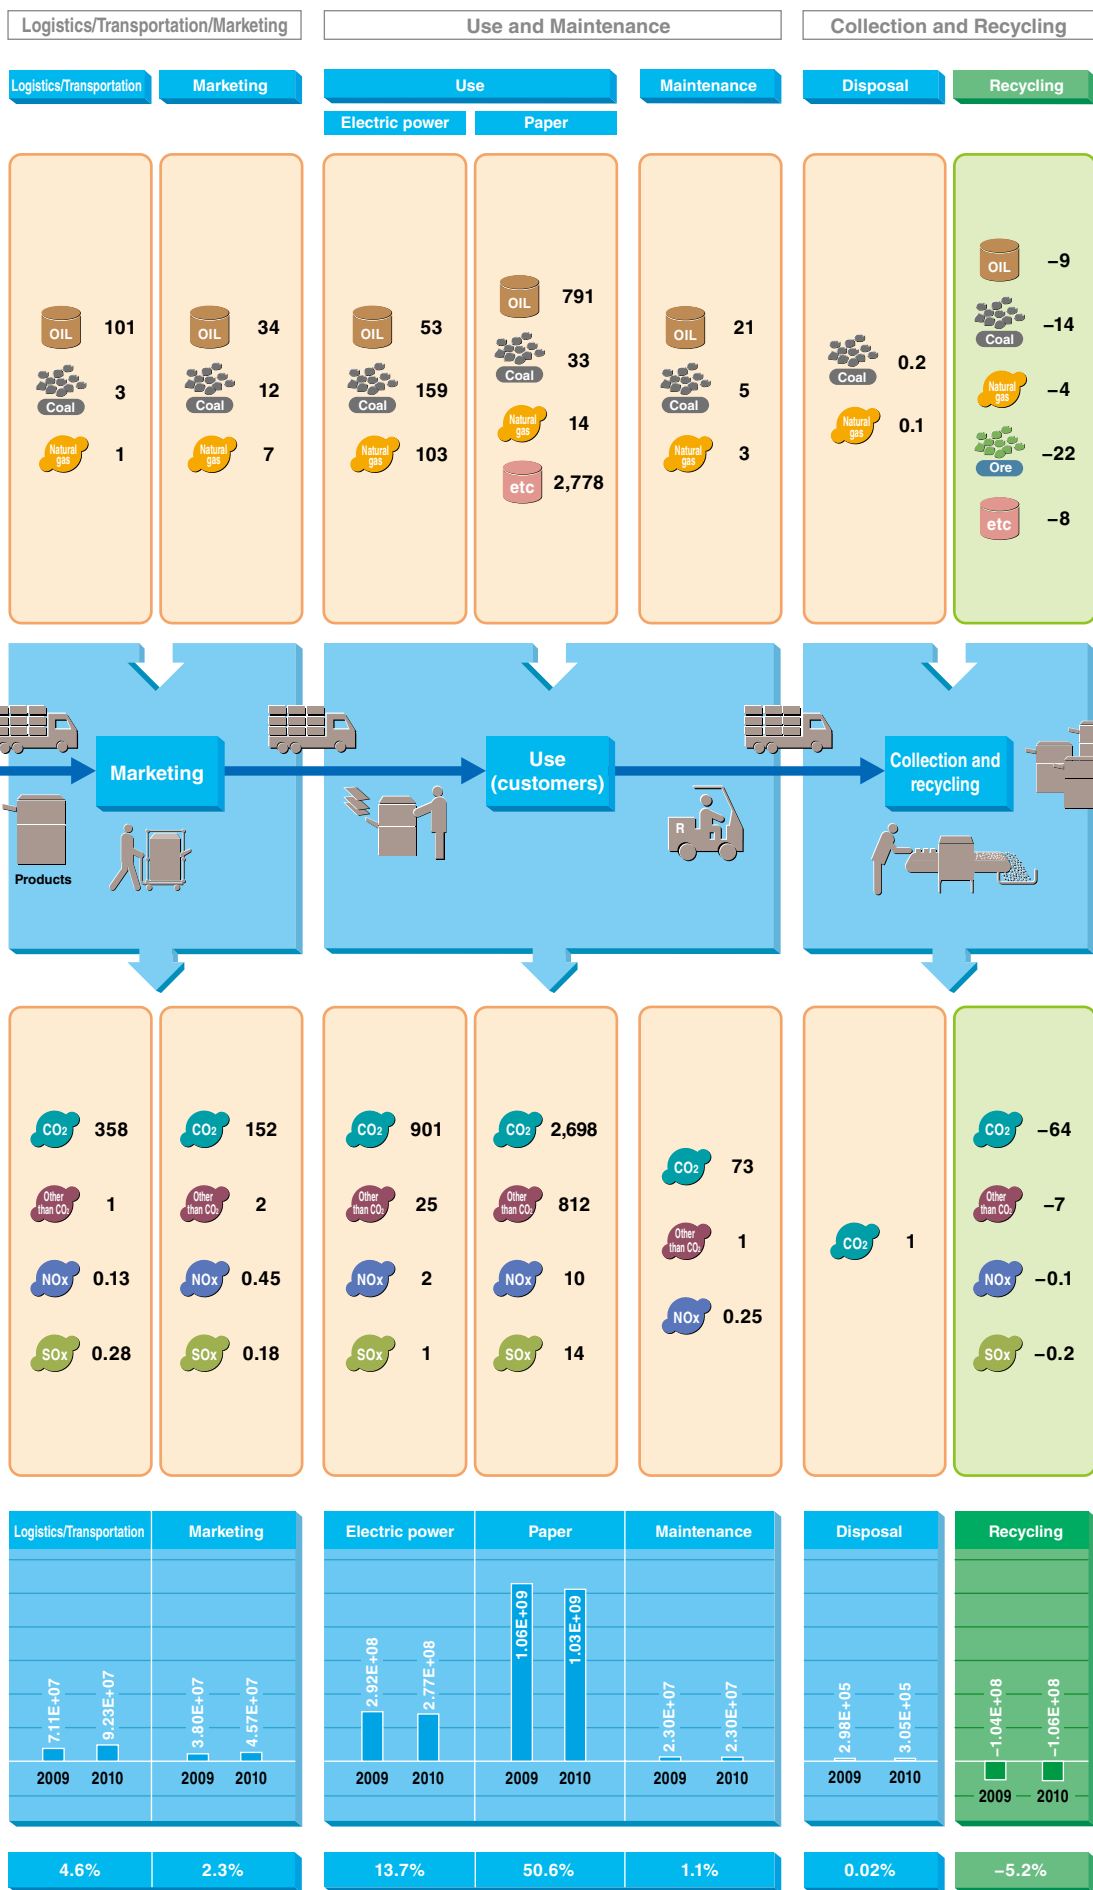 Logistics/Transportation/Marketing
Use and Maintenance
Collection and Recycling
Logistics/Transportation
Marketing
Use
Maintenance
Disposal
Recycling
Electric power
Paper
OIL 101
Coal 3
Natural gas 1
OIL 34
Coal 12
Natural gas 7
OIL 53
Coal 159
Natural gas 103
OIL 791
Coal 33
Natural gas 14
etc 2,778
OIL 21
Coal 5
Natural gas 3
Coal 0.2
Natural gas 0.1
OIL −9
Coal −14
Natural gas −4
Ore −22
etc −8
Marketing
Products
Use
(customers)
R
Collection and
recycling
CO₂ 358
Other than CO₂ 1
NOx 0.13
SOx 0.28
CO₂ 152
Other than CO₂ 2
NOx 0.45
SOx 0.18
CO₂ 901
Other than CO₂ 25
NOx 2
SOx 1
CO₂ 2,698
Other than CO₂ 812
NOx 10
SOx 14
CO₂ 73
Other than CO₂ 1
NOx 0.25
CO₂ 1
CO₂ −64
Other than CO₂ −7
NOx −0.1
SOx −0.2
Logistics/Transportation
Marketing
Electric power
Paper
Maintenance
Disposal
Recycling
7.11E+07
9.23E+07
3.80E+07
4.57E+07
2.92E+08
2.77E+08
1.06E+09
1.03E+09
2.30E+07
2.30E+07
2.98E+05
3.05E+05
−1.04E+08
−1.06E+08
2009 2010
2009 2010
2009 2010
2009 2010
2009 2010
2009 2010
2009 2010
4.6%
2.3%
13.7%
50.6%
1.1%
0.02%
−5.2%